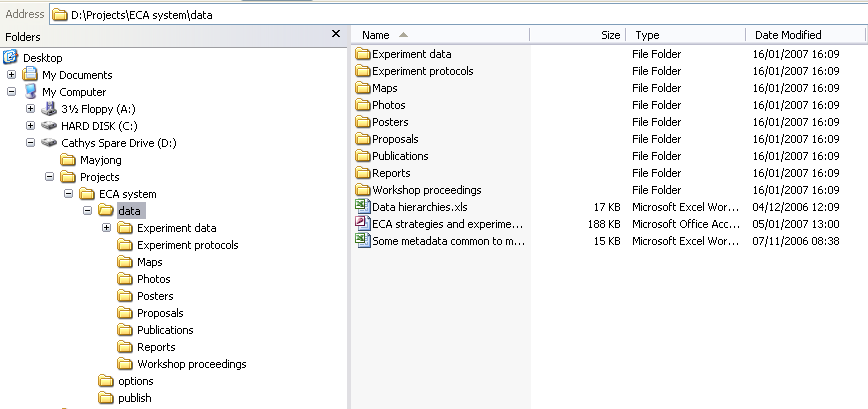 Address D:\Projects\ECA system\data
Folders
Desktop
My Documents
My Computer
3½ Floppy (A:)
HARD DISK (C:)
Cathys Spare Drive (D:)
Mayjong
Projects
ECA system
data
Experiment data
Experiment protocols
Maps
Photos
Posters
Proposals
Publications
Reports
Workshop proceedings
options
publish
Name Size Type Date Modified
Experiment data File Folder 16/01/2007 16:09
Experiment protocols File Folder 16/01/2007 16:09
Maps File Folder 16/01/2007 16:09
Photos File Folder 16/01/2007 16:09
Posters File Folder 16/01/2007 16:09
Proposals File Folder 16/01/2007 16:09
Publications File Folder 16/01/2007 16:09
Reports File Folder 16/01/2007 16:09
Workshop proceedings File Folder 16/01/2007 16:09
Data hierarchies.xls 17 KB Microsoft Excel Wor... 04/12/2006 12:09
ECA strategies and experime... 188 KB Microsoft Office Acc... 05/01/2007 13:00
Some metadata common to m... 15 KB Microsoft Excel Wor... 07/11/2006 08:38